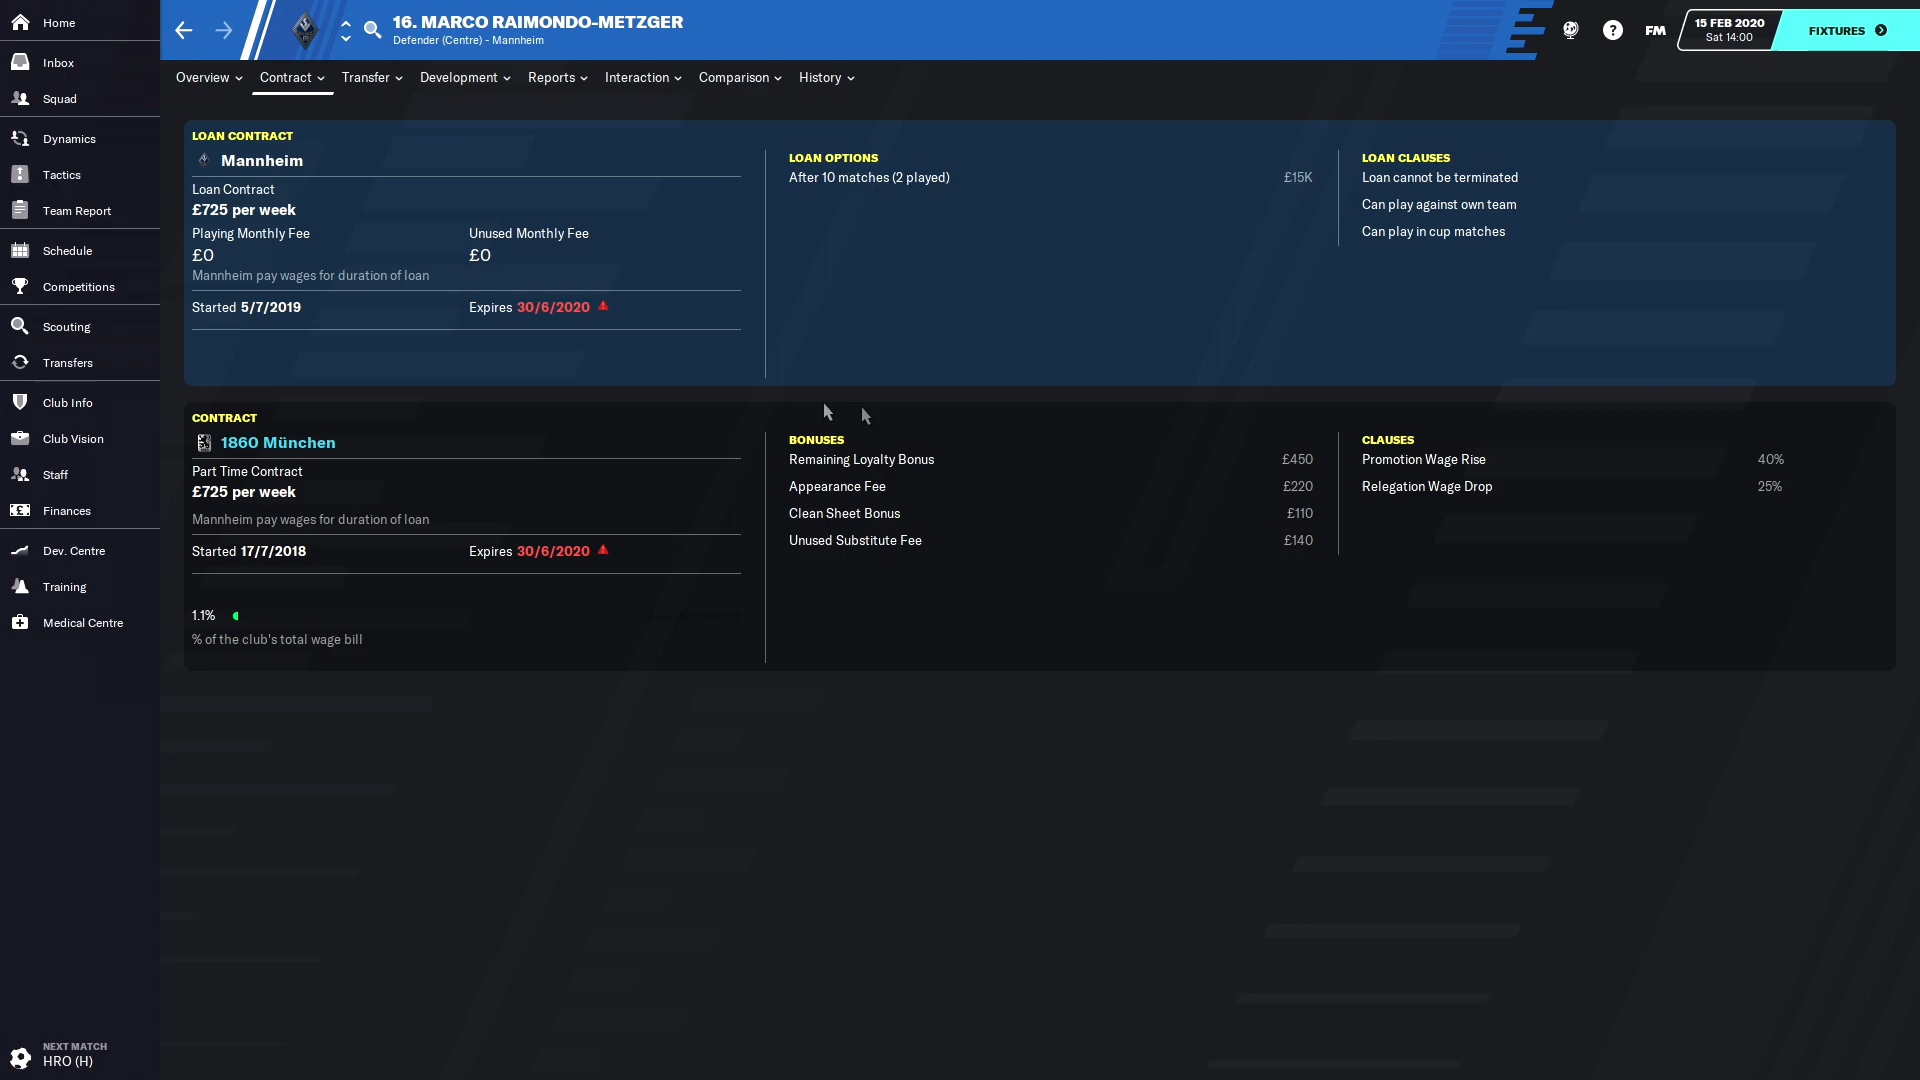 Home
Inbox
Squad
Dynamics
Tactics
Team Report
Schedule
Competitions
Scouting
Transfers
Club Info
Club Vision
Staff
Finances
Dev. Centre
Training
Medical Centre
NEXT MATCH
HRO (H)
16. MARCO RAIMONDO-METZGER
Defender (Centre) - Mannheim
?
FM
15 FEB 2020
Sat 14:00
FIXTURES
Overview
Contract
Transfer
Development
Reports
Interaction
Comparison
History
LOAN CONTRACT
Mannheim
Loan Contract
£725 per week
Playing Monthly Fee
Unused Monthly Fee
£0
£0
Mannheim pay wages for duration of loan
Started 5/7/2019
Expires 30/6/2020
LOAN OPTIONS
After 10 matches (2 played) £15K
LOAN CLAUSES
Loan cannot be terminated
Can play against own team
Can play in cup matches
CONTRACT
1860 München
Part Time Contract
£725 per week
Mannheim pay wages for duration of loan
Started 17/7/2018
Expires 30/6/2020
1.1%
% of the club's total wage bill
BONUSES
Remaining Loyalty Bonus £450
Appearance Fee £220
Clean Sheet Bonus £110
Unused Substitute Fee £140
CLAUSES
Promotion Wage Rise 40%
Relegation Wage Drop 25%